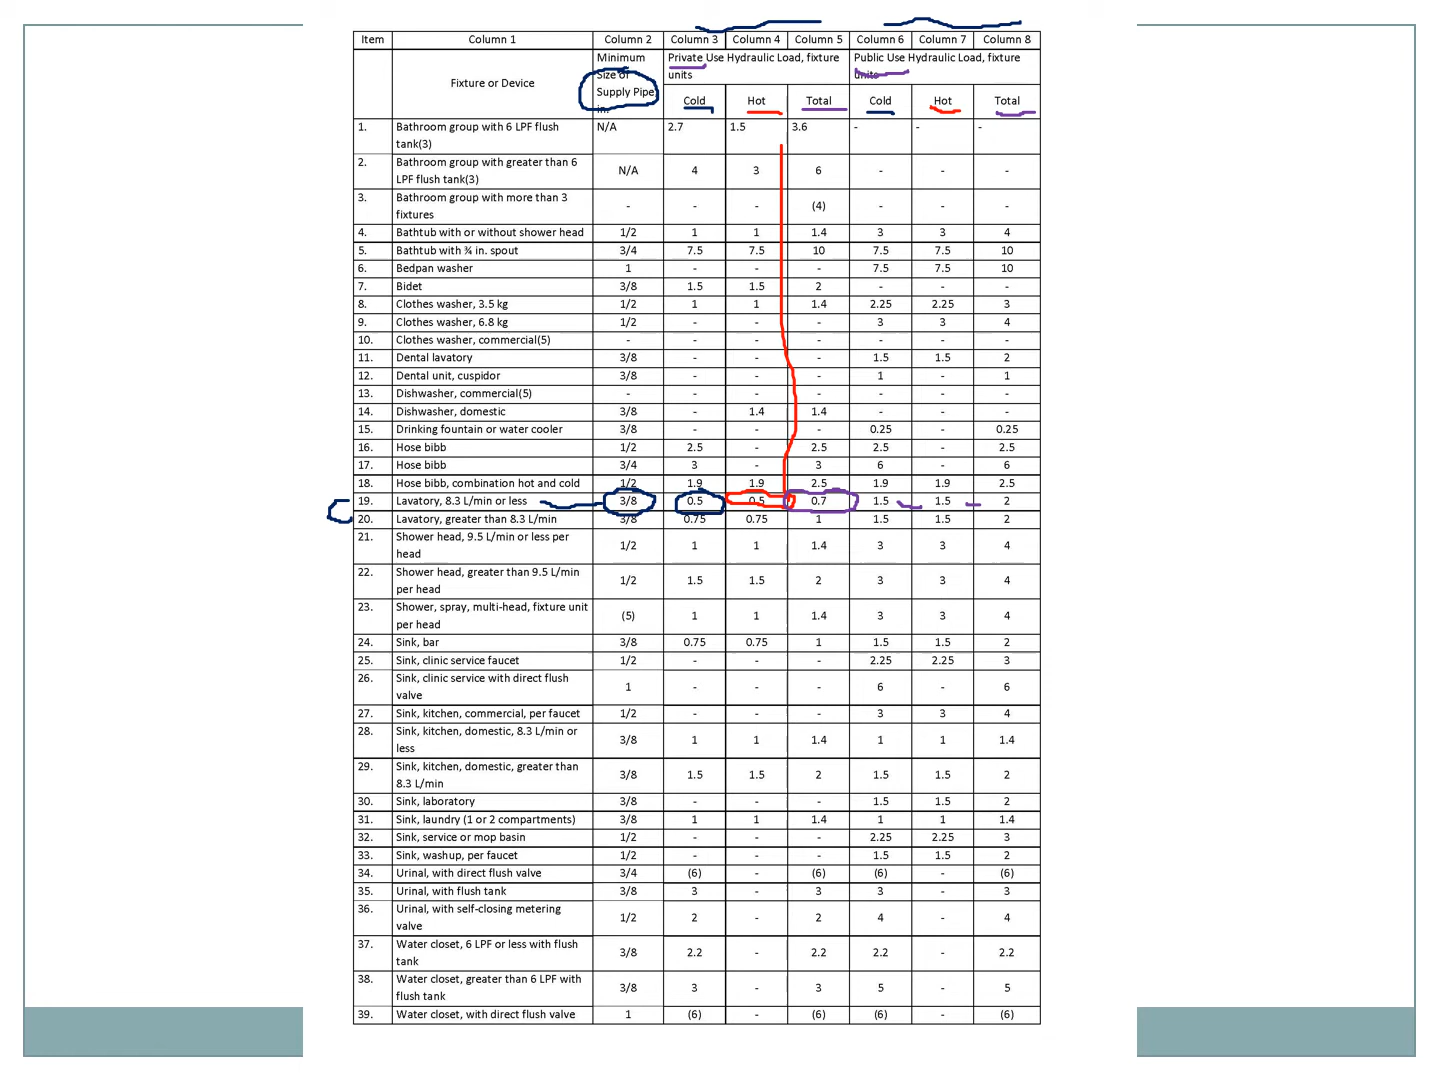 Item Column 1 Column 2 Column 3 Column 4 Column 5 Column 6 Column 7 Column 8
Fixture or Device Minimum Size of Supply Pipe, in. Private Use Hydraulic Load, fixture units Public Use Hydraulic Load, fixture units
Cold Hot Total Cold Hot Total
1. Bathroom group with 6 LPF flush tank(3) N/A 2.7 1.5 3.6 - - -
2. Bathroom group with greater than 6 LPF flush tank(3) N/A 4 3 6 - - -
3. Bathroom group with more than 3 fixtures - - - (4) - - -
4. Bathtub with or without shower head 1/2 1 1 1.4 3 3 4
5. Bathtub with ¾ in. spout 3/4 7.5 7.5 10 7.5 7.5 10
6. Bedpan washer 1 - - - 7.5 7.5 10
7. Bidet 3/8 1.5 1.5 2 - - -
8. Clothes washer, 3.5 kg 1/2 1 1 1.4 2.25 2.25 3
9. Clothes washer, 6.8 kg 1/2 - - - 3 3 4
10. Clothes washer, commercial(5) - - - - - - -
11. Dental lavatory 3/8 - - - 1.5 1.5 2
12. Dental unit, cuspidor 3/8 - - - 1 - 1
13. Dishwasher, commercial(5) - - - - - - -
14. Dishwasher, domestic 3/8 - 1.4 1.4 - - -
15. Drinking fountain or water cooler 3/8 - - - 0.25 - 0.25
16. Hose bibb 1/2 2.5 - 2.5 2.5 - 2.5
17. Hose bibb 3/4 3 - 3 6 - 6
18. Hose bibb, combination hot and cold 1/2 1.9 1.9 2.5 1.9 1.9 2.5
19. Lavatory, 8.3 L/min or less 3/8 0.5 0.5 0.7 1.5 1.5 2
20. Lavatory, greater than 8.3 L/min 3/8 0.75 0.75 1 1.5 1.5 2
21. Shower head, 9.5 L/min or less per head 1/2 1 1 1.4 3 3 4
22. Shower head, greater than 9.5 L/min per head 1/2 1.5 1.5 2 3 3 4
23. Shower, spray, multi-head, fixture unit per head (5) 1 1 1.4 3 3 4
24. Sink, bar 3/8 0.75 0.75 1 1.5 1.5 2
25. Sink, clinic service faucet 1/2 - - - 2.25 2.25 3
26. Sink, clinic service with direct flush valve 1 - - - 6 - 6
27. Sink, kitchen, commercial, per faucet 1/2 - - - 3 3 4
28. Sink, kitchen, domestic, 8.3 L/min or less 3/8 1 1 1.4 1 1 1.4
29. Sink, kitchen, domestic, greater than 8.3 L/min 3/8 1.5 1.5 2 1.5 1.5 2
30. Sink, laboratory 3/8 - - - 1.5 1.5 2
31. Sink, laundry (1 or 2 compartments) 3/8 1 1 1.4 1 1 1.4
32. Sink, service or mop basin 1/2 - - - 2.25 2.25 3
33. Sink, washup, per faucet 1/2 - - - 1.5 1.5 2
34. Urinal, with direct flush valve 3/4 (6) - (6) (6) - (6)
35. Urinal, with flush tank 3/8 3 - 3 3 - 3
36. Urinal, with self-closing metering valve 1/2 2 - 2 4 - 4
37. Water closet, 6 LPF or less with flush tank 3/8 2.2 - 2.2 2.2 - 2.2
38. Water closet, greater than 6 LPF with flush tank 3/8 3 - 3 5 - 5
39. Water closet, with direct flush valve 1 (6) - (6) (6) - (6)